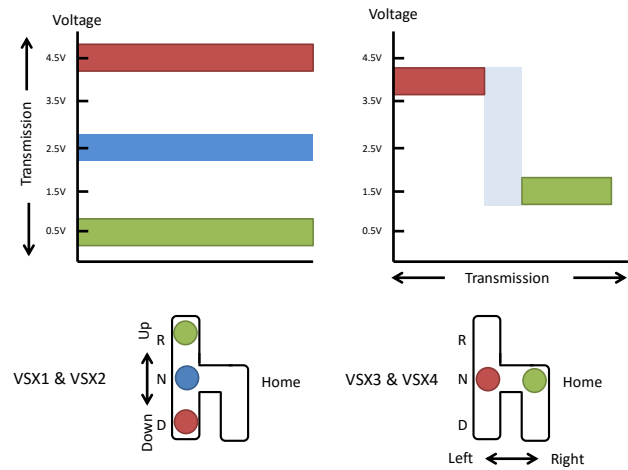 Voltage
4.5V
3.5V
2.5V
1.5V
0.5V
Transmission
Voltage
4.5V
3.5V
2.5V
1.5V
0.5V
Transmission
VSX1 & VSX2
Up
Down
R
N
D
Home
VSX3 & VSX4
R
N
D
Home
Left
Right